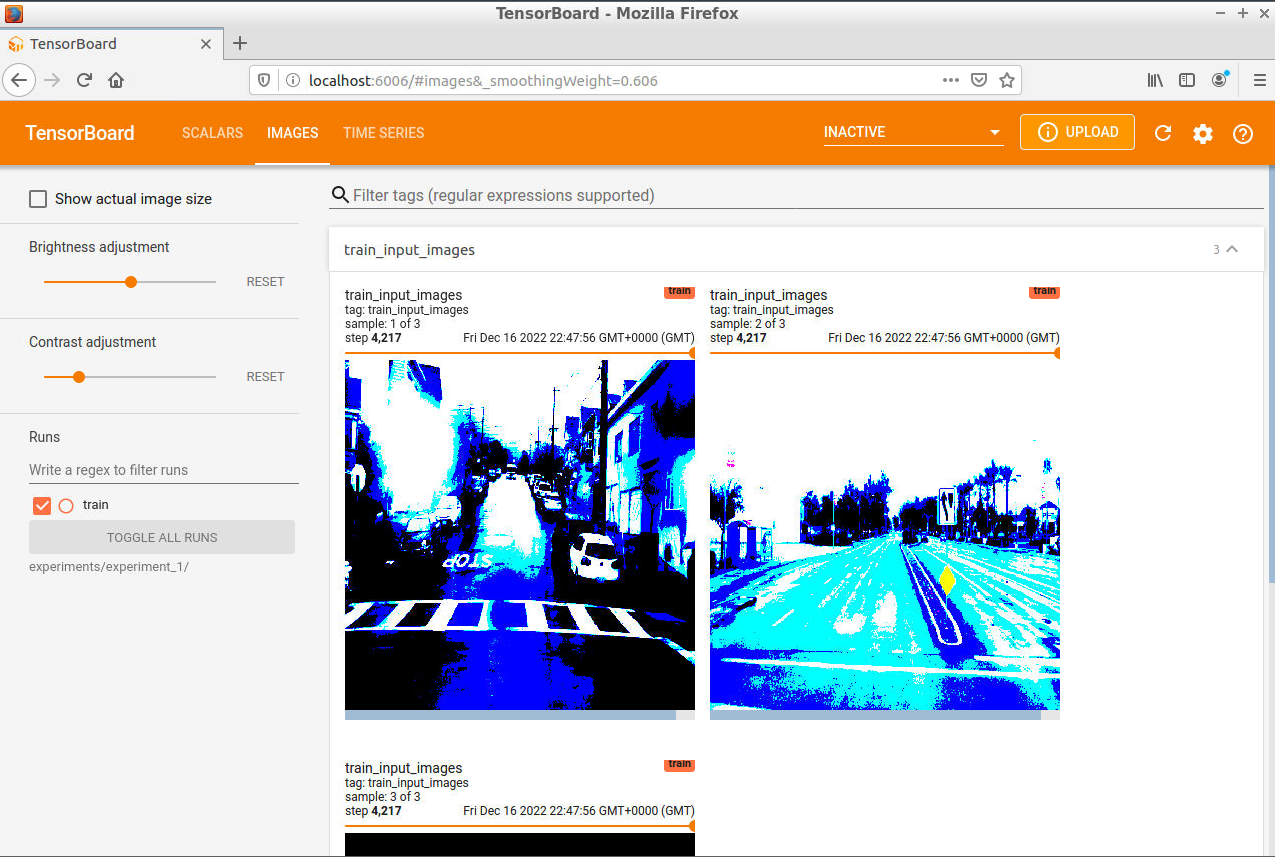 TensorBoard - Mozilla Firefox
TensorBoard
localhost:6006/#images&_smoothingWeight=0.606
TensorBoard
SCALARS
IMAGES
TIME SERIES
INACTIVE
UPLOAD
Show actual image size
Brightness adjustment
RESET
Contrast adjustment
RESET
Runs
Write a regex to filter runs
train
TOGGLE ALL RUNS
experiments/experiment_1/
Filter tags (regular expressions supported)
train_input_images
3
train_input_images
train
tag: train_input_images
sample: 1 of 3
step 4,217
Fri Dec 16 2022 22:47:56 GMT+0000 (GMT)
STOP
train_input_images
train
tag: train_input_images
sample: 2 of 3
step 4,217
Fri Dec 16 2022 22:47:56 GMT+0000 (GMT)
train_input_images
train
tag: train_input_images
sample: 3 of 3
step 4,217
Fri Dec 16 2022 22:47:56 GMT+0000 (GMT)